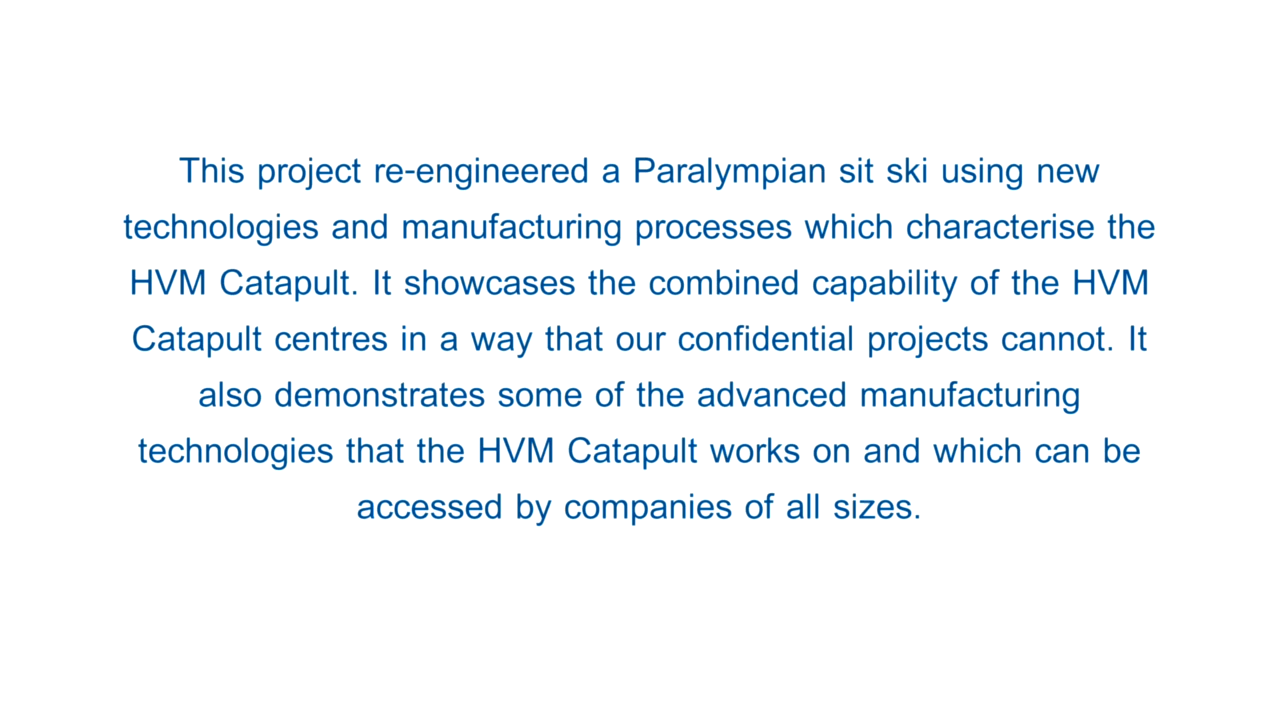 This project re-engineered a Paralympian sit ski using new
technologies and manufacturing processes which characterise the
HVM Catapult. It showcases the combined capability of the HVM
Catapult centres in a way that our confidential projects cannot. It
also demonstrates some of the advanced manufacturing
technologies that the HVM Catapult works on and which can be
accessed by companies of all sizes.